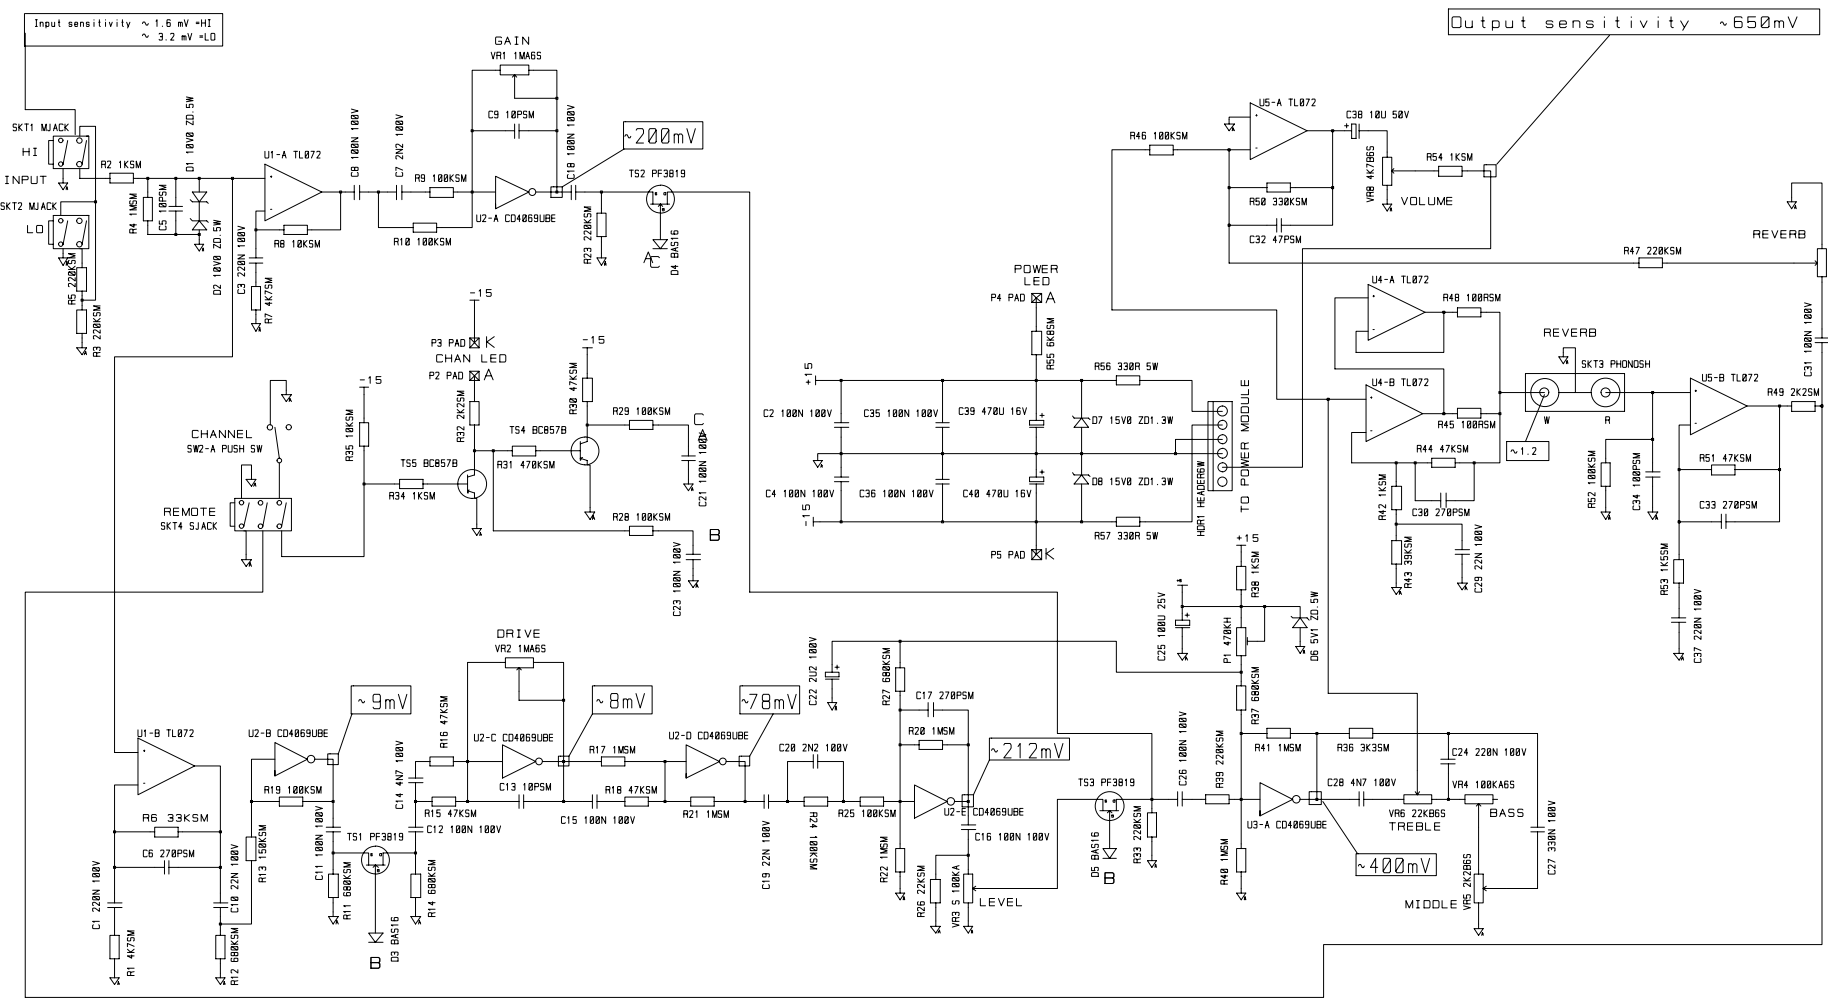 Input sensitivity ~ 1.6 mV =HI
~ 3.2 mV =LO
Output sensitivity ~650mV
GAIN
VR1 1MA6S
C9 10PSM
~200mV
SKT1 MJACK
HI
INPUT
SKT2 MJACK
LO
R2 1KSM
D1 10V0 ZD.5W
R4 1MSM
C5 10PSM
D2 10V0 ZD.5W
R5 220KSM
R3 220KSM
U1-A TL072
R8 10KSM
C3 220N 100V
R7 4K7SM
C8 100N 100V
C7 2N2 100V
R9 100KSM
R10 100KSM
U2-A CD4069UBE
C18 100N 100V
R23 220KSM
TS2 PF3819
D4 BAS16
U5-A TL072
R46 100KSM
C38 10U 50V
VR8 4K7B6S
R54 1KSM
VOLUME
R50 330KSM
C32 47PSM
REVERB
R47 220KSM
C31 100N 100V
-15
P3 PAD K
CHAN LED
P2 PAD A
R32 2K2SM
-15
R30 47KSM
R29 100KSM
TS4 BC857B
R31 470KSM
C21 100N 100V
-15
R35 10KSM
TS5 BC857B
R34 1KSM
R28 100KSM
B
C23 100N 100V
CHANNEL
SW2-A PUSH SW
REMOTE
SKT4 SJACK
POWER
LED
P4 PAD A
R55 6K8SM
+15
R56 330R 5W
C2 100N 100V
C35 100N 100V
C39 470U 16V
D7 15V0 ZD1.3W
C4 100N 100V
C36 100N 100V
C40 470U 16V
D8 15V0 ZD1.3W
-15
R57 330R 5W
P5 PAD K
HDR1 HEADER6W
TO POWER MODULE
U4-A TL072
R48 100RSM
U4-B TL072
R45 100RSM
R44 47KSM
R42 1KSM
C30 270PSM
R43 39KSM
C29 22N 100V
REVERB
SKT3 PHONOSH
W
R
~1.2
R52 100KSM
C34 100PSM
U5-B TL072
R49 2K2SM
R51 47KSM
C33 270PSM
R53 1K5SM
C37 220N 100V
+15
R38 1KSM
C25 100U 25V
P1 470KH
D6 5V1 ZD.5W
R37 680KSM
C22 2U2 100V
DRIVE
VR2 1MA6S
~9mV
~8mV
~78mV
~212mV
~400mV
U1-B TL072
R6 33KSM
C6 270PSM
C1 220N 100V
R1 4K7SM
C10 22N 100V
R12 680KSM
R13 150KSM
U2-B CD4069UBE
R19 100KSM
C11 100N 100V
R11 680KSM
TS1 PF3819
D3 BAS16
B
C14 4N7 100V
R16 47KSM
R15 47KSM
C12 100N 100V
R14 680KSM
U2-C CD4069UBE
C13 10PSM
R17 1MSM
C15 100N 100V
R18 47KSM
U2-D CD4069UBE
R21 1MSM
C19 22N 100V
C20 2N2 100V
R24 100KSM
R25 100KSM
R27 680KSM
C17 270PSM
R20 1MSM
R22 1MSM
U2-E CD4069UBE
C16 100N 100V
R26 22KSM
VR3 S 100KA
LEVEL
TS3 PF3819
D5 BAS16
B
R33 220KSM
C26 100N 100V
R39 220KSM
R40 1MSM
R41 1MSM
R36 3K3SM
U3-A CD4069UBE
C28 4N7 100V
VR6 22KB6S
TREBLE
C24 220N 100V
VR4 100KA6S
BASS
C27 330N 100V
MIDDLE
VR5 2K2B6S